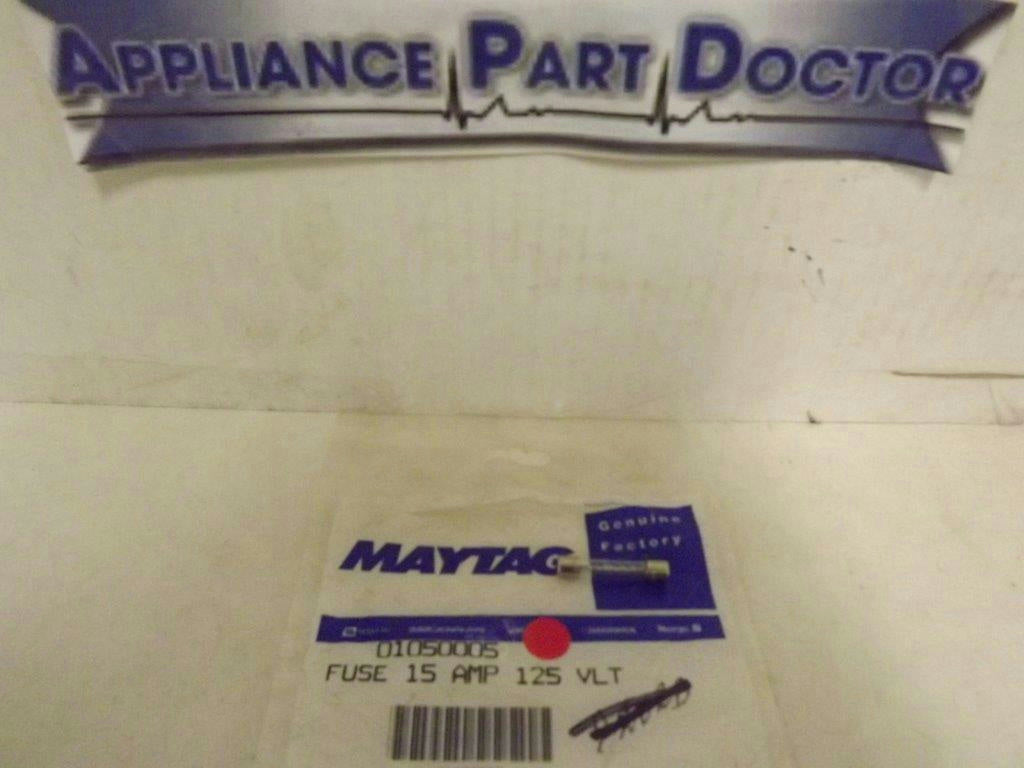 APPLIANCE PART DOCTOR
MAYTAG
Genuine
Factory
01050005
FUSE 15 AMP 125 VLT